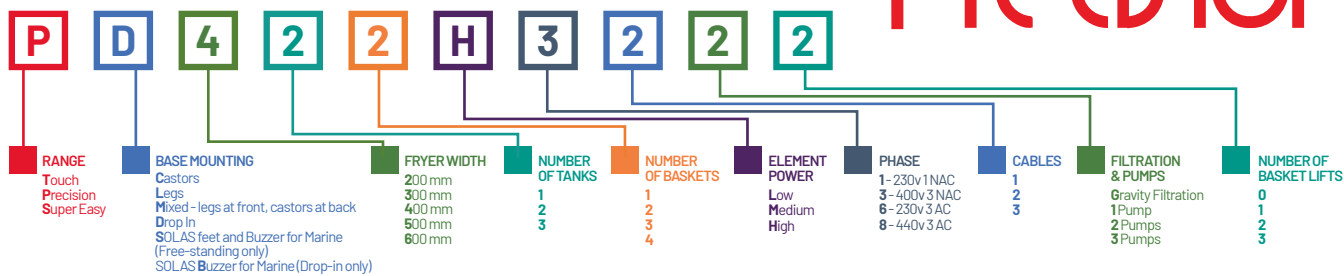 P D 4 2 2 H 3 2 2 2
RANGE
Touch
Precision
Super Easy
BASE MOUNTING
Castors
Legs
Mixed - legs at front, castors at back
Drop In
SOLAS feet and Buzzer for Marine
(Free-standing only)
SOLAS Buzzer for Marine (Drop-in only)
FRYER WIDTH
200 mm
300 mm
400 mm
500 mm
600 mm
NUMBER
OF TANKS
1
2
3
NUMBER
OF BASKETS
1
2
3
4
ELEMENT
POWER
Low
Medium
High
PHASE
1 - 230v 1 NAC
3 - 400v 3 NAC
6 - 230v 3 AC
8 - 440v 3 AC
CABLES
1
2
3
FILTRATION
& PUMPS
Gravity Filtration
1 Pump
2 Pumps
3 Pumps
NUMBER OF
BASKET LIFTS
0
1
2
3